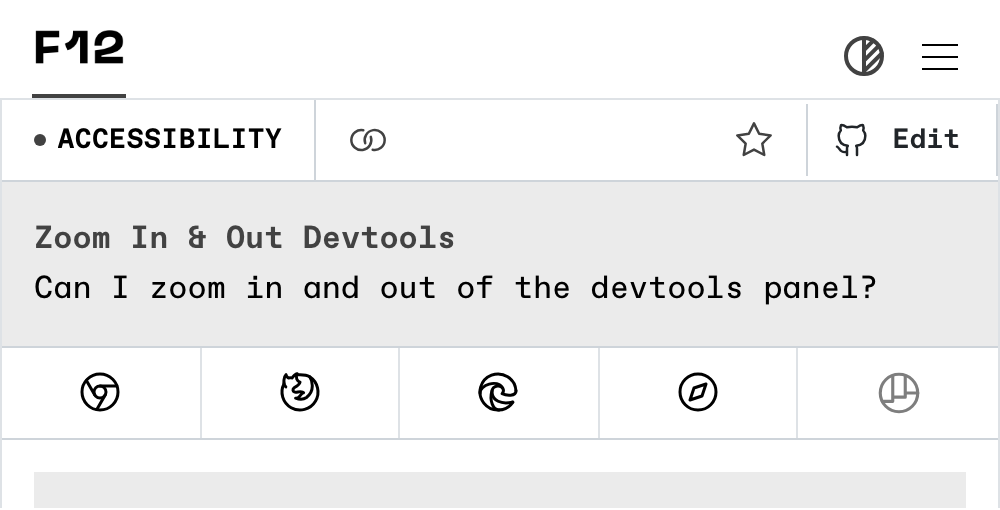 F12
ACCESSIBILITY
Edit
Zoom In & Out Devtools
Can I zoom in and out of the devtools panel?